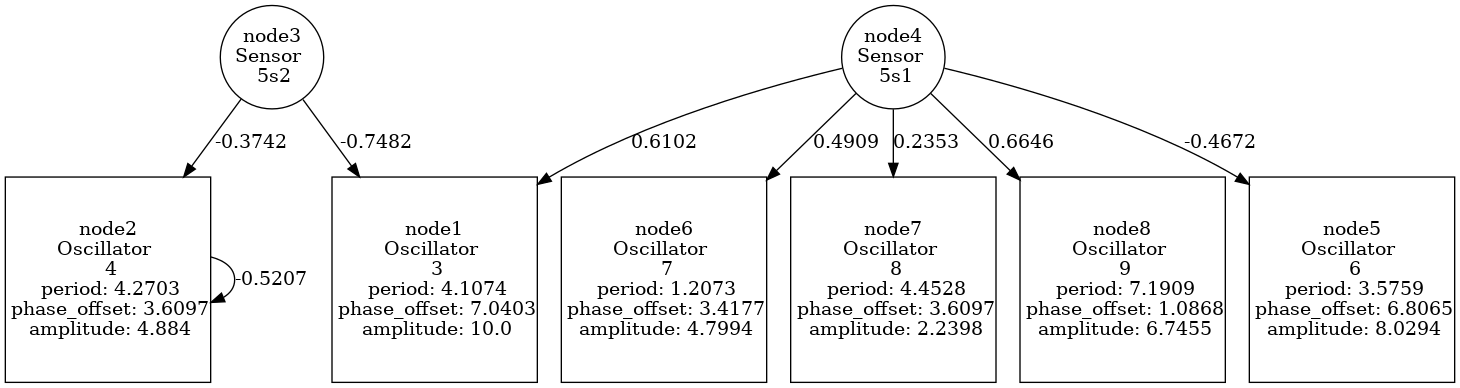 node3
Sensor
5s2
node4
Sensor
5s1
-0.3742
-0.7482
0.6102
0.4909
0.2353
0.6646
-0.4672
node2
Oscillator
4
period: 4.2703
phase_offset: 3.6097
amplitude: 4.884
-0.5207
node1
Oscillator
3
period: 4.1074
phase_offset: 7.0403
amplitude: 10.0
node6
Oscillator
7
period: 1.2073
phase_offset: 3.4177
amplitude: 4.7994
node7
Oscillator
8
period: 4.4528
phase_offset: 3.6097
amplitude: 2.2398
node8
Oscillator
9
period: 7.1909
phase_offset: 1.0868
amplitude: 6.7455
node5
Oscillator
6
period: 3.5759
phase_offset: 6.8065
amplitude: 8.0294